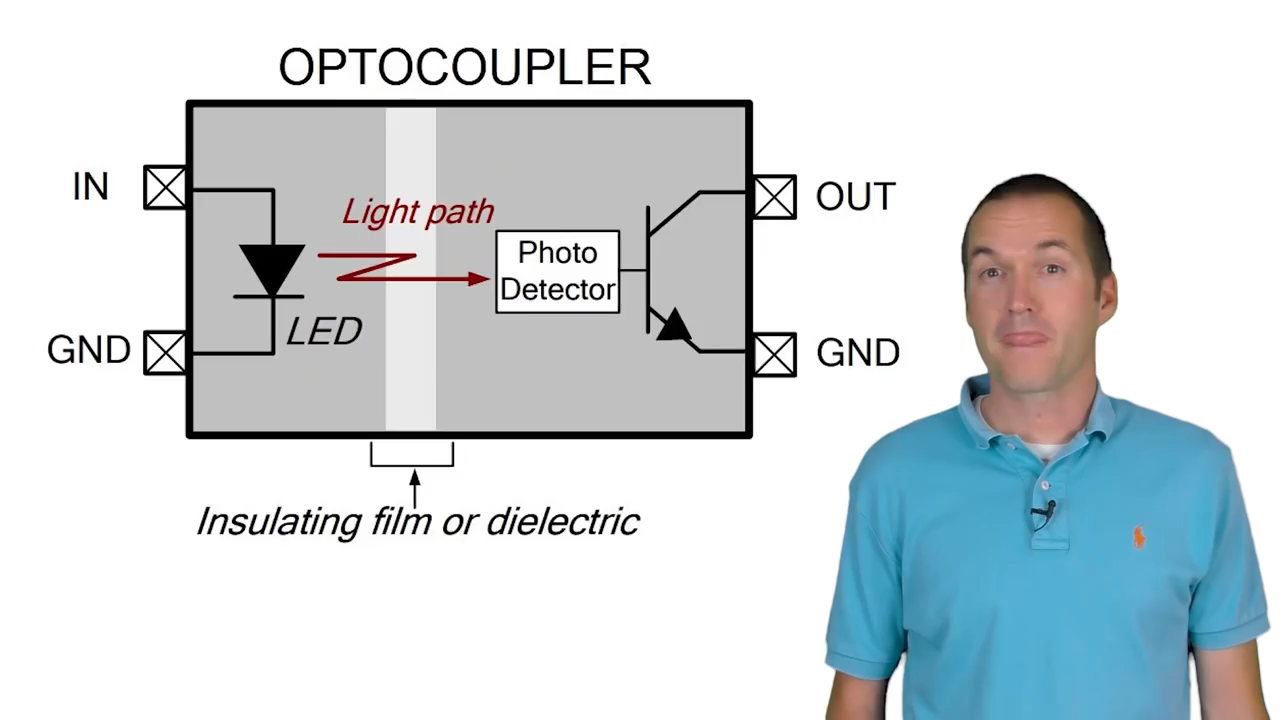 OPTOCOUPLER
IN
Light path
OUT
Photo
Detector
LED
GND
GND
Insulating film or dielectric